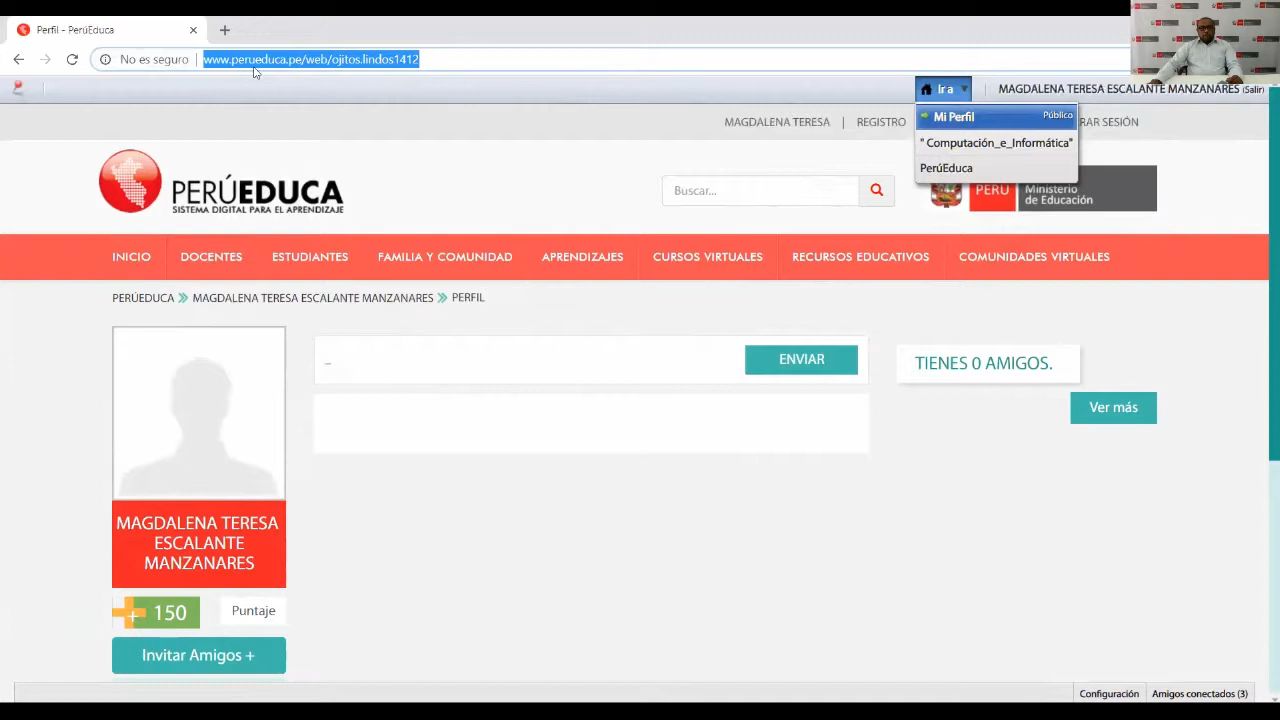 Perfil - PerúEduca
No es seguro | www.perueduca.pe/web/ojitos.lindos1412
Ir a
MAGDALENA TERESA ESCALANTE MANZANARES (Salir)
Mi Perfil Público
"Computación_e_Informática"
PerúEduca
MAGDALENA TERESA | REGISTRO
RAR SESIÓN
PERÚEDUCA
SISTEMA DIGITAL PARA EL APRENDIZAJE
Buscar...
PERÚ
Ministerio
de Educación
INICIO DOCENTES ESTUDIANTES FAMILIA Y COMUNIDAD APRENDIZAJES CURSOS VIRTUALES RECURSOS EDUCATIVOS COMUNIDADES VIRTUALES
PERÚEDUCA MAGDALENA TERESA ESCALANTE MANZANARES PERFIL
ENVIAR
TIENES 0 AMIGOS.
Ver más
MAGDALENA TERESA
ESCALANTE
MANZANARES
150 Puntaje
Invitar Amigos +
Configuración Amigos conectados (3)